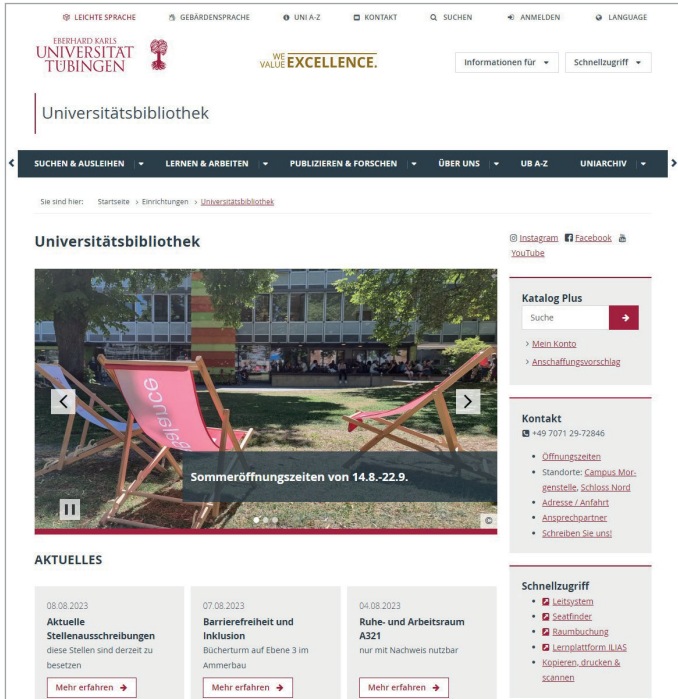 LEICHTE SPRACHE GEBÄRDENSPRACHE UNI A-Z KONTAKT SUCHEN ANMELDEN LANGUAGE
EBERHARD KARLS
UNIVERSITÄT
TÜBINGEN
WE
VALUE EXCELLENCE.
Informationen für Schnellzugriff
Universitätsbibliothek
SUCHEN & AUSLEIHEN LERNEN & ARBEITEN PUBLIZIEREN & FORSCHEN ÜBER UNS UB A-Z UNIARCHIV
Sie sind hier: Startseite › Einrichtungen › Universitätsbibliothek
Universitätsbibliothek
Balance
Sommeröffnungszeiten von 14.8.-22.9.
©
Instagram Facebook
YouTube
Katalog Plus
Suche
› Mein Konto
› Anschaffungsvorschlag
Kontakt
+49 7071 29-72846
• Öffnungszeiten
• Standorte: Campus Mor-
genstelle, Schloss Nord
• Adresse / Anfahrt
• Ansprechpartner
• Schreiben Sie uns!
Schnellzugriff
• Leitsystem
• Seatfinder
• Raumbuchung
• Lernplattform ILIAS
• Kopieren, drucken &
scannen
AKTUELLES
08.08.2023
Aktuelle
Stellenausschreibungen
diese Stellen sind derzeit zu
besetzen
Mehr erfahren
07.08.2023
Barrierefreiheit und
Inklusion
Bücherturm auf Ebene 3 im
Ammerbau
Mehr erfahren
04.08.2023
Ruhe- und Arbeitsraum
A321
nur mit Nachweis nutzbar
Mehr erfahren